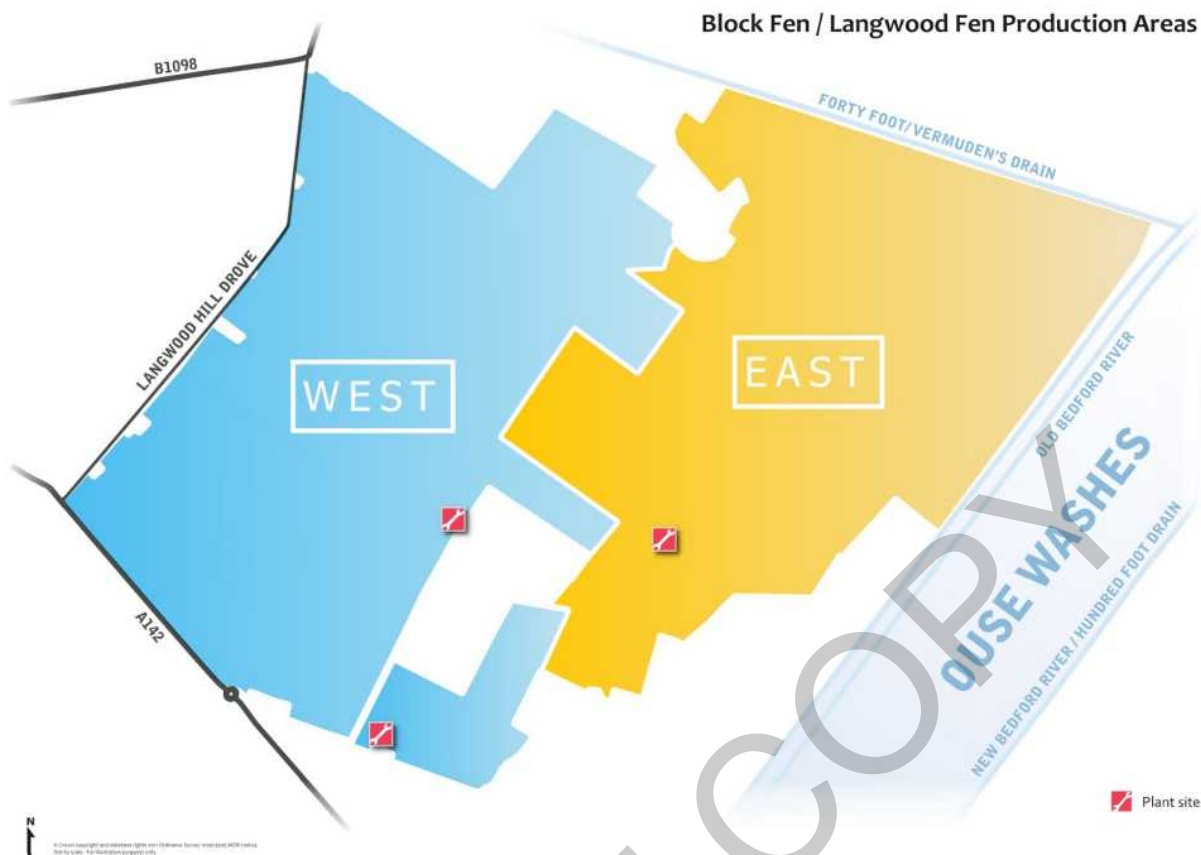 Block Fen / Langwood Fen Production Areas
B1098
FORTY FOOT/VERMUDEN'S DRAIN
LANGWOOD HILL DROVE
WEST
EAST
OLD BEDFORD RIVER
OUSE WASHES
NEW BEDFORD RIVER / HUNDRED FOOT DRAIN
A142
Plant site
N
COPY